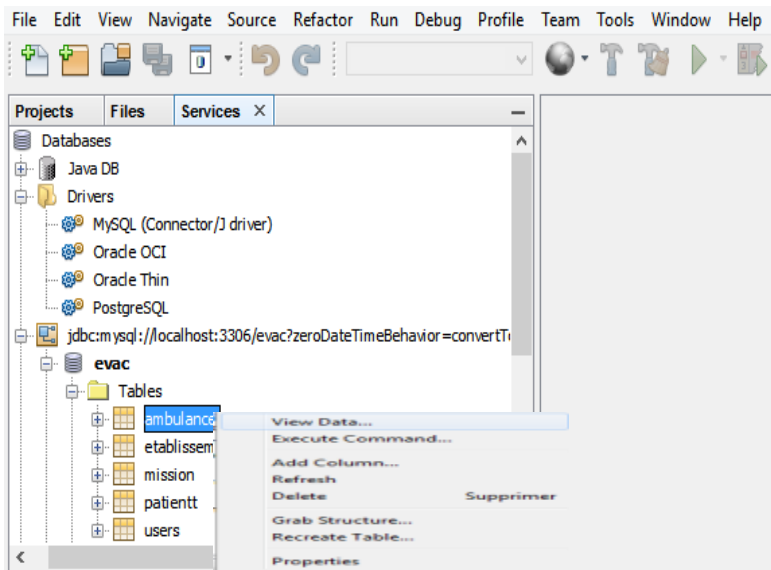 File Edit View Navigate Source Refactor Run Debug Profile Team Tools Window Help
Projects Files Services
Databases
Java DB
Drivers
MySQL (Connector/J driver)
Oracle OCI
Oracle Thin
PostgreSQL
jdbc:mysql://localhost:3306/evac?zeroDateTimeBehavior=convertT
evac
Tables
ambulance
etablissem
mission
patientt
users
View Data...
Execute Command...
Add Column...
Refresh
Delete Supprimer
Grab Structure...
Recreate Table...
Properties